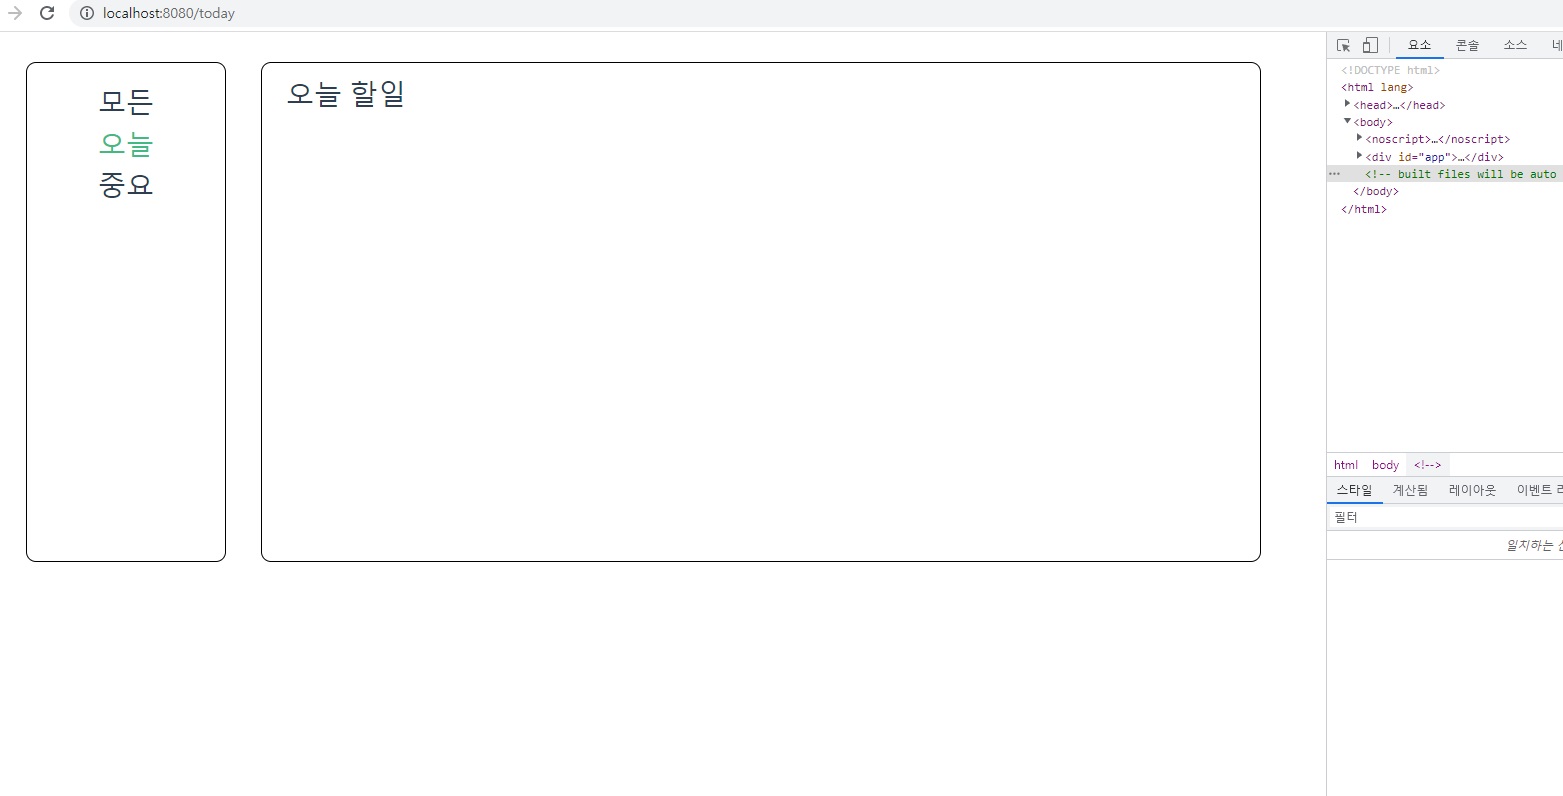 localhost:8080/today
모든
오늘
중요
오늘 할일
요소 콘솔 소스
<!DOCTYPE html>
<html lang>
<head>…</head>
<body>
<noscript>…</noscript>
<div id="app">…</div>
<!-- built files will be auto
</body>
</html>
html body <!-->
스타일 계산됨 레이아웃 이벤트
필터
일치하는